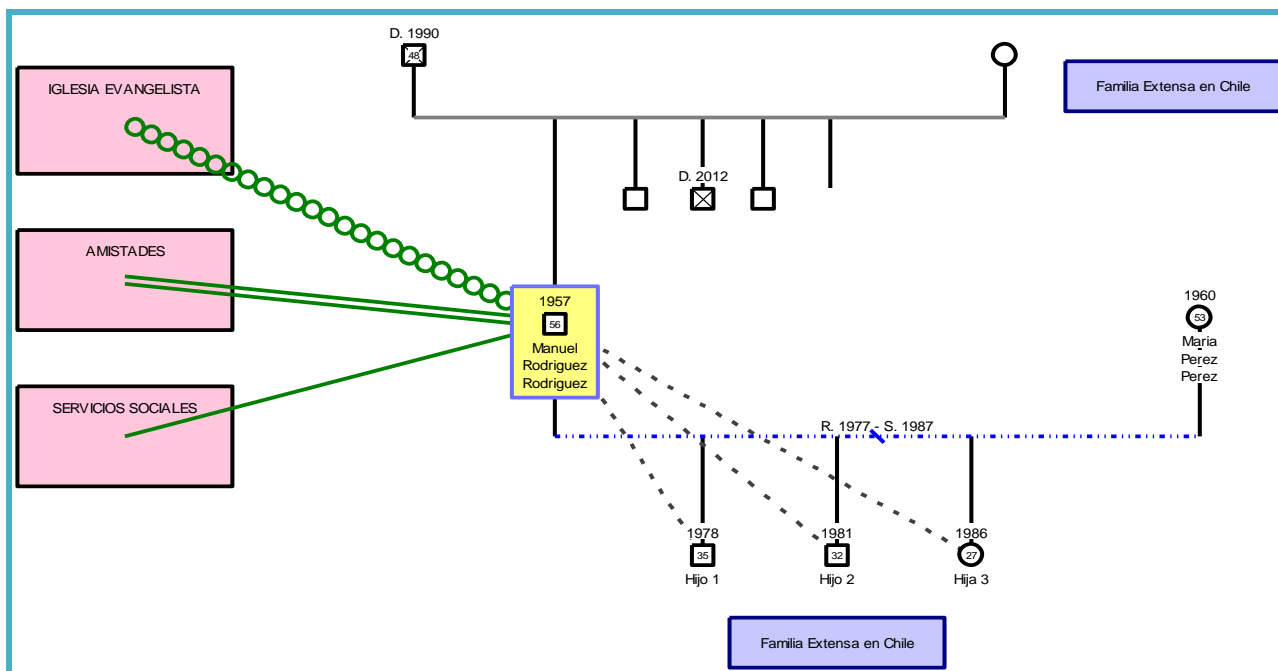 D. 1990
48
IGLESIA EVANGELISTA
Familia Extensa en Chile
D. 2012
AMISTADES
1957
56
Manuel
Rodriguez
Rodriguez
1960
53
Maria
Perez
Perez
SERVICIOS SOCIALES
R. 1977 - S. 1987
1978
35
Hijo 1
1981
32
Hijo 2
1986
27
Hija 3
Familia Extensa en Chile